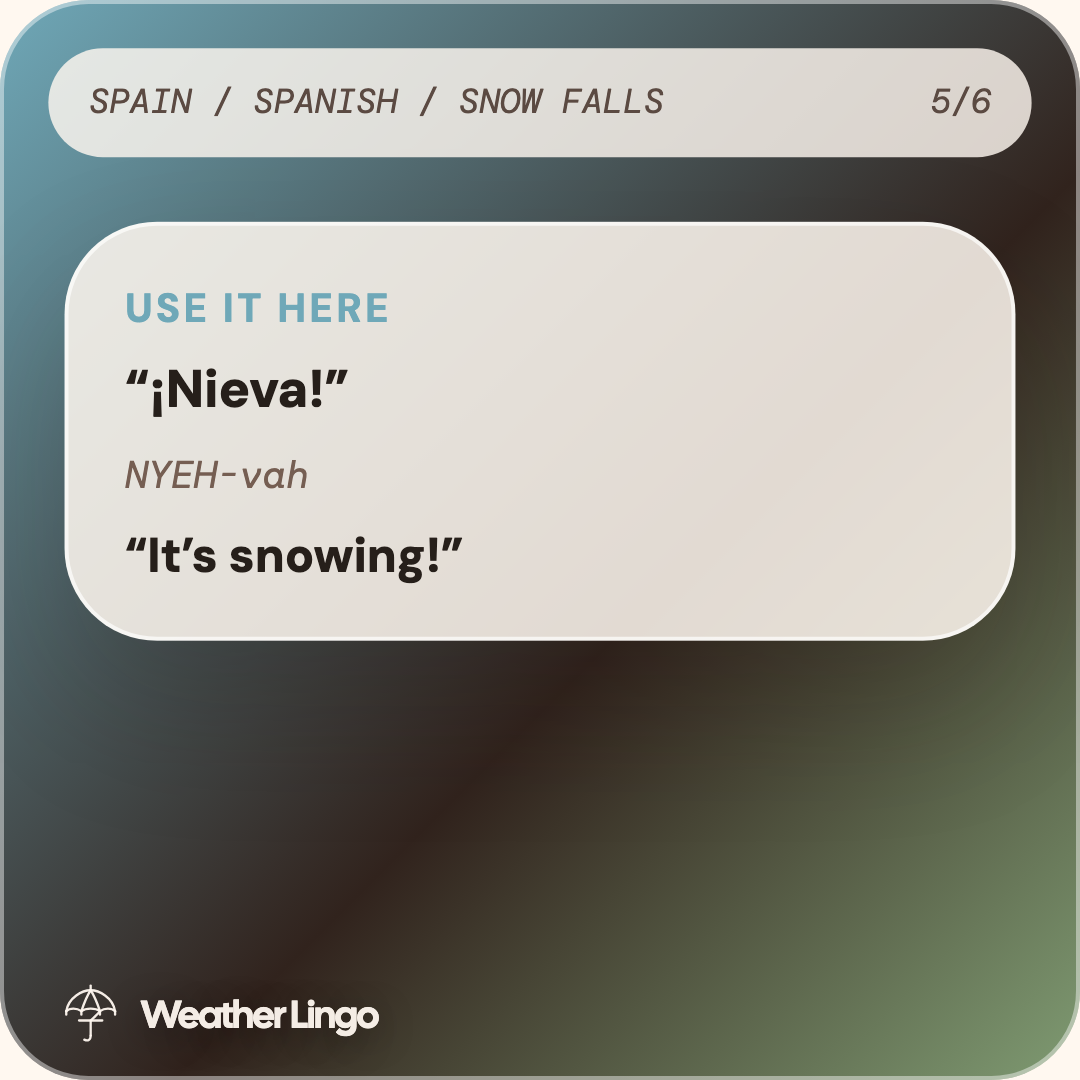 SPAIN / SPANISH / SNOW FALLS 5/6
USE IT HERE
“¡Nieva!”
NYEH-vah
“It’s snowing!”
Weather Lingo